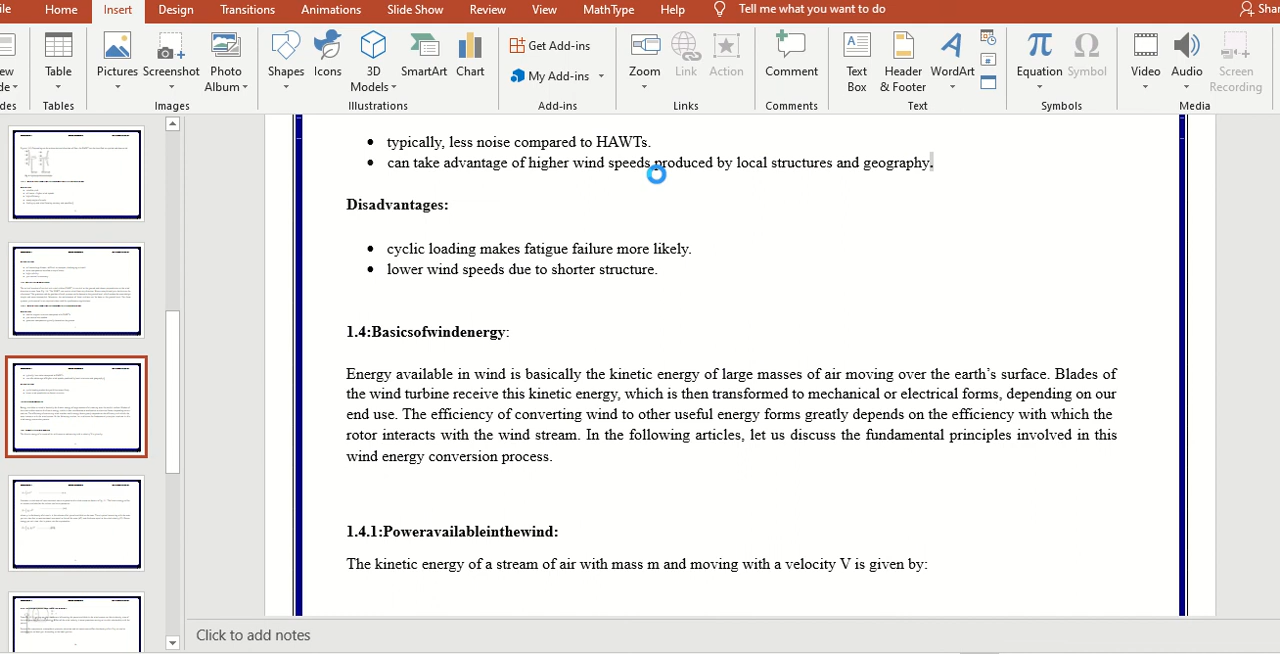 ile Home Insert Design Transitions Animations Slide Show Review View MathType Help Tell me what you want to do Shar
ew Table Pictures Screenshot Photo Album Shapes Icons 3D Models SmartArt Chart Get Add-ins My Add-ins Zoom Link Action Comment Text Box Header & Footer WordArt Equation Symbol Video Audio Screen Recording
des Tables Images Illustrations Add-ins Links Comments Text Symbols Media
• typically, less noise compared to HAWTs.
• can take advantage of higher wind speeds produced by local structures and geography.
Disadvantages:
• cyclic loading makes fatigue failure more likely.
• lower wind speeds due to shorter structure.
1.4:Basicsofwindenergy:
Energy available in wind is basically the kinetic energy of large masses of air moving over the earth’s surface. Blades of
the wind turbine receive this kinetic energy, which is then transformed to mechanical or electrical forms, depending on our
end use. The efficiency of converting wind to other useful energy forms greatly depends on the efficiency with which the
rotor interacts with the wind stream. In the following articles, let us discuss the fundamental principles involved in this
wind energy conversion process.
1.4.1:Poweravailableinthewind:
The kinetic energy of a stream of air with mass m and moving with a velocity V is given by:
Click to add notes